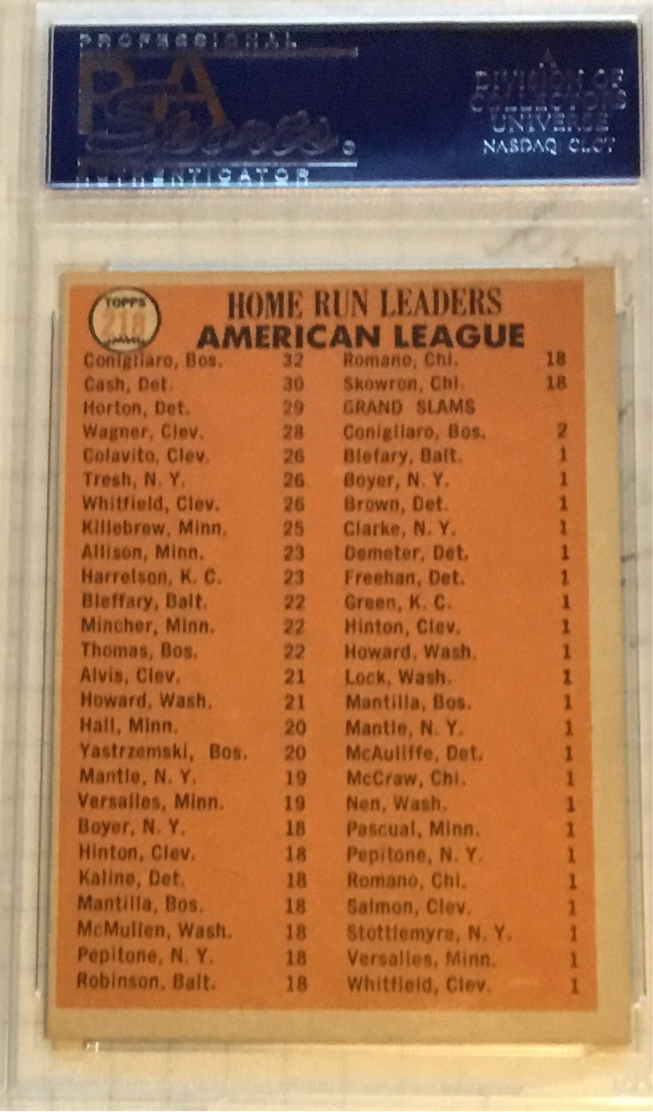 PROFESSIONAL
PSA
Sports
AUTHENTICATOR
A
DIVISION OF
COLLECTORS
UNIVERSE
NASDAQ: CLCT
TOPPS
218
HOME RUN LEADERS
AMERICAN LEAGUE
Conigliaro, Bos. 32
Cash, Det. 30
Horton, Det. 29
Wagner, Clev. 28
Colavito, Clev. 26
Tresh, N. Y. 26
Whitfield, Clev. 26
Killebrew, Minn. 25
Allison, Minn. 23
Harrelson, K. C. 23
Bleffary, Balt. 22
Mincher, Minn. 22
Thomas, Bos. 22
Alvis, Clev. 21
Howard, Wash. 21
Hall, Minn. 20
Yastrzemski, Bos. 20
Mantle, N. Y. 19
Versalles, Minn. 19
Boyer, N. Y. 18
Hinton, Clev. 18
Kaline, Det. 18
Mantilla, Bos. 18
McMullen, Wash. 18
Pepitone, N. Y. 18
Robinson, Balt. 18
Romano, Chi. 18
Skowron, Chi. 18
GRAND SLAMS
Conigliaro, Bos. 2
Blefary, Balt. 1
Boyer, N. Y. 1
Brown, Det. 1
Clarke, N. Y. 1
Demeter, Det. 1
Freehan, Det. 1
Green, K. C. 1
Hinton, Clev. 1
Howard, Wash. 1
Lock, Wash. 1
Mantilla, Bos. 1
Mantle, N. Y. 1
McAuliffe, Det. 1
McCraw, Chi. 1
Nen, Wash. 1
Pascual, Minn. 1
Pepitone, N. Y. 1
Romano, Chi. 1
Salmon, Clev. 1
Stottlemyre, N. Y. 1
Versalles, Minn. 1
Whitfield, Clev. 1